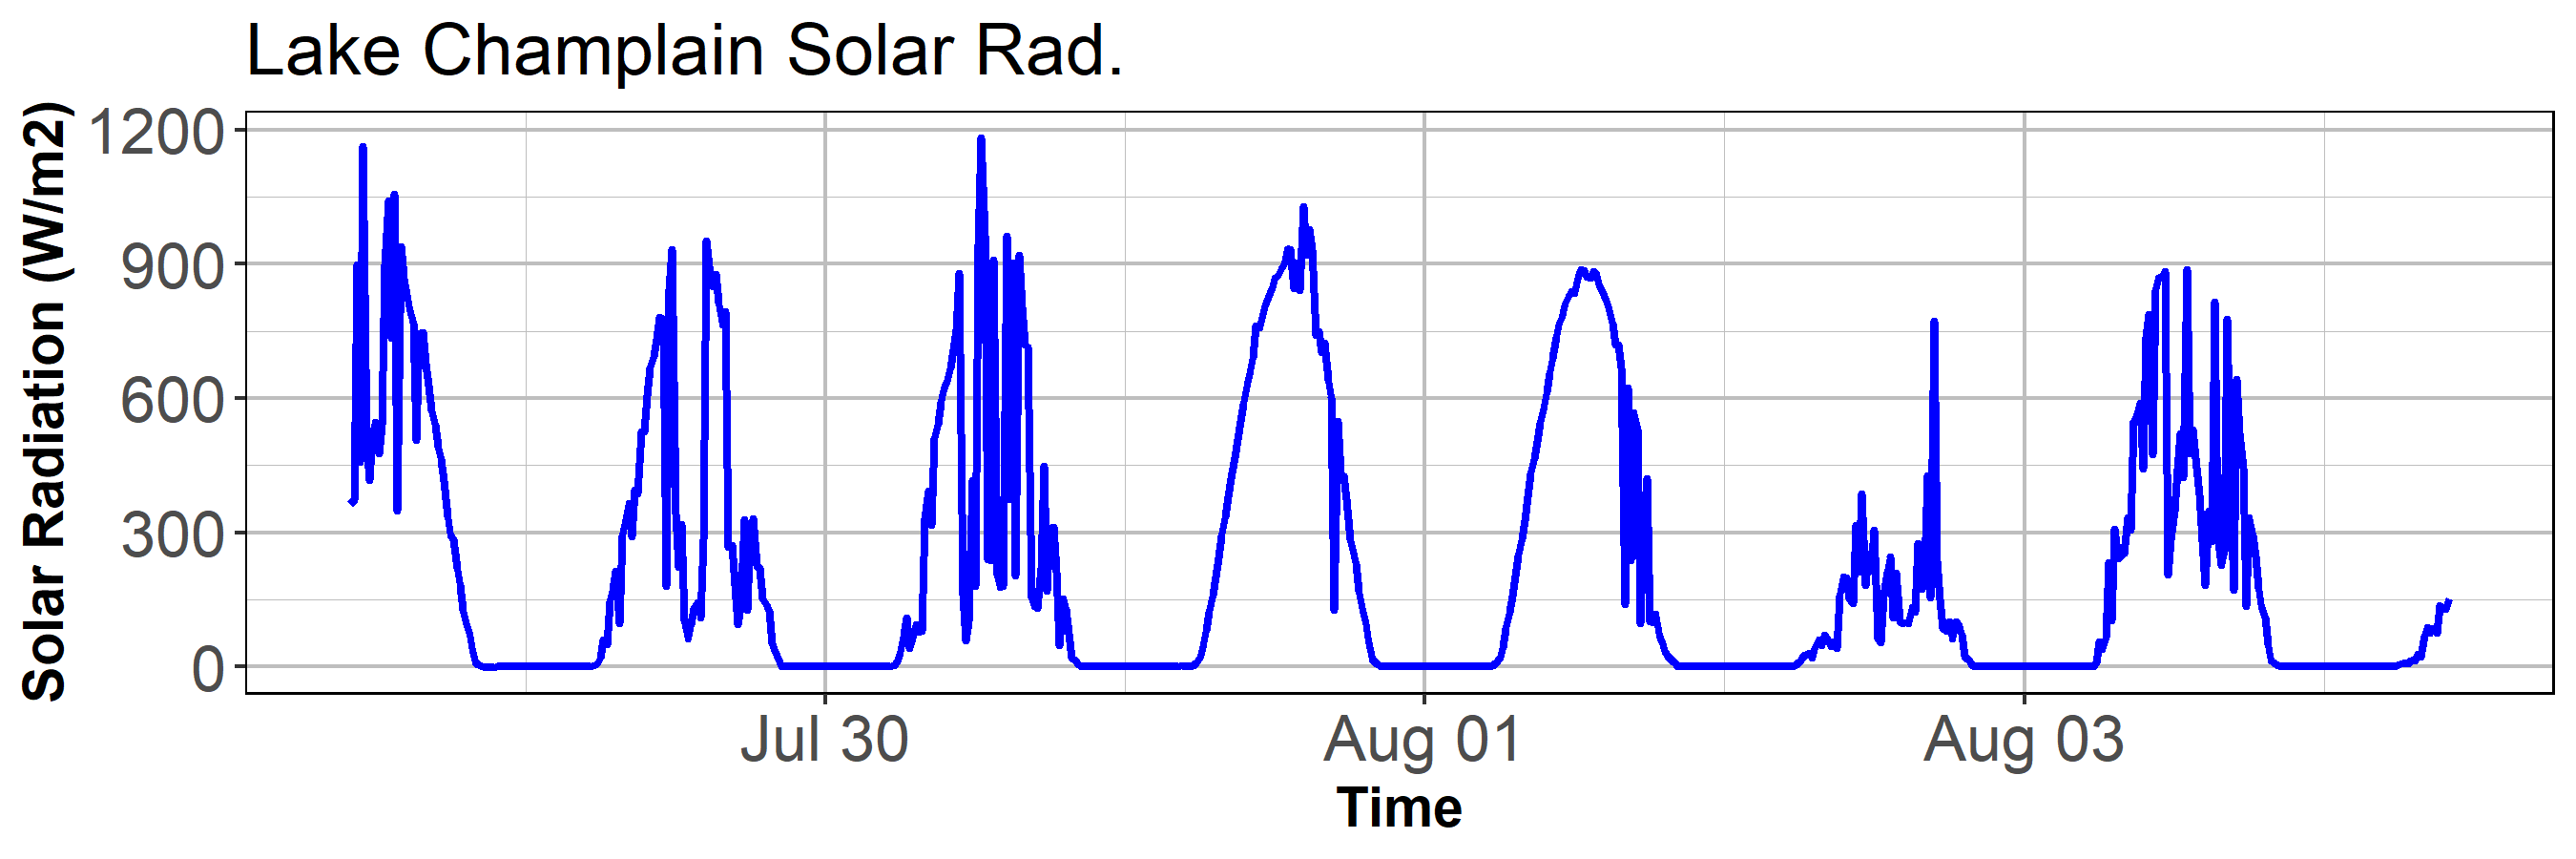 Lake Champlain Solar Rad.
Solar Radiation (W/m2)
1200
900
600
300
0
Jul 30
Aug 01
Aug 03
Time